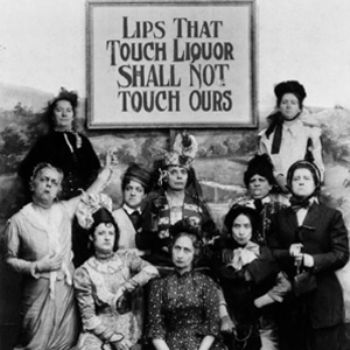 LIPS THAT
TOUCH LIQUOR
SHALL NOT
TOUCH OURS